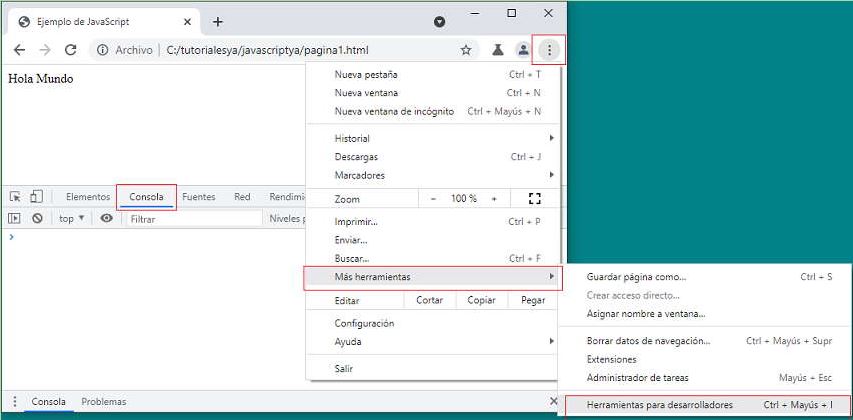 Ejemplo de JavaScript
Archivo C:/tutorialesya/javascriptya/pagina1.html
Hola Mundo
Nueva pestaña Ctrl + T
Nueva ventana Ctrl + N
Nueva ventana de incógnito Ctrl + Mayús + N
Historial
Descargas Ctrl + J
Marcadores
Zoom − 100 % +
Imprimir... Ctrl + P
Enviar...
Buscar... Ctrl + F
Más herramientas
Editar Cortar Copiar Pegar
Configuración
Ayuda
Salir
Guardar página como... Ctrl + S
Crear acceso directo...
Asignar nombre a ventana...
Borrar datos de navegación... Ctrl + Mayús + Supr
Extensiones
Administrador de tareas Mayús + Esc
Herramientas para desarrolladores Ctrl + Mayús + I
Elementos Consola Fuentes Red Rendimie
top Filtrar Niveles
Consola Problemas